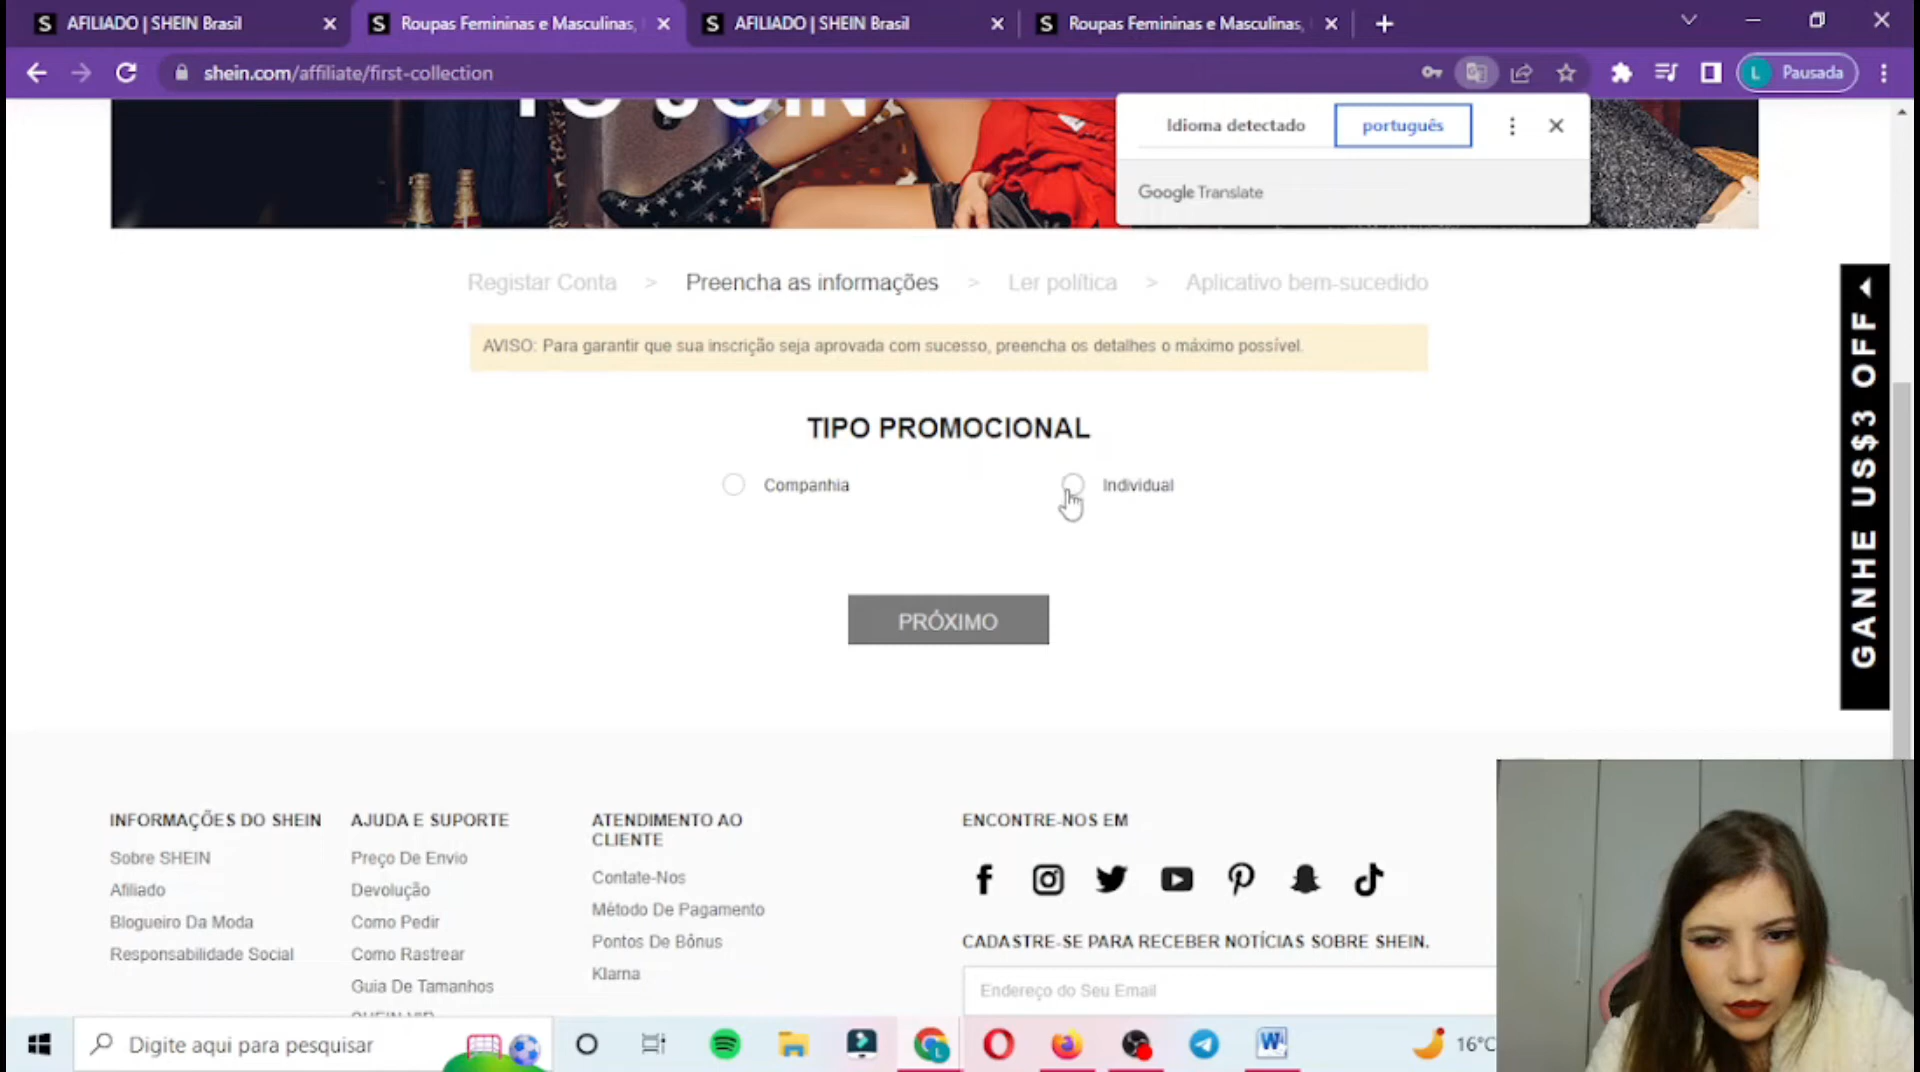 AFILIADO | SHEIN Brasil
Roupas Femininas e Masculinas,
AFILIADO | SHEIN Brasil
Roupas Femininas e Masculinas,
shein.com/affiliate/first-collection
L Pausada
TO JOIN
Idioma detectado
português
Google Translate
Registar Conta > Preencha as informações > Ler política > Aplicativo bem-sucedido
AVISO: Para garantir que sua inscrição seja aprovada com sucesso, preencha os detalhes o máximo possível.
TIPO PROMOCIONAL
Companhia
Individual
PRÓXIMO
GANHE US$3 OFF
INFORMAÇÕES DO SHEIN
Sobre SHEIN
Afiliado
Blogueiro Da Moda
Responsabilidade Social
AJUDA E SUPORTE
Preço De Envio
Devolução
Como Pedir
Como Rastrear
Guia De Tamanhos
SHEIN VIP
ATENDIMENTO AO
CLIENTE
Contate-Nos
Método De Pagamento
Pontos De Bônus
Klarna
ENCONTRE-NOS EM
CADASTRE-SE PARA RECEBER NOTÍCIAS SOBRE SHEIN.
Endereço do Seu Email
Digite aqui para pesquisar
16°C